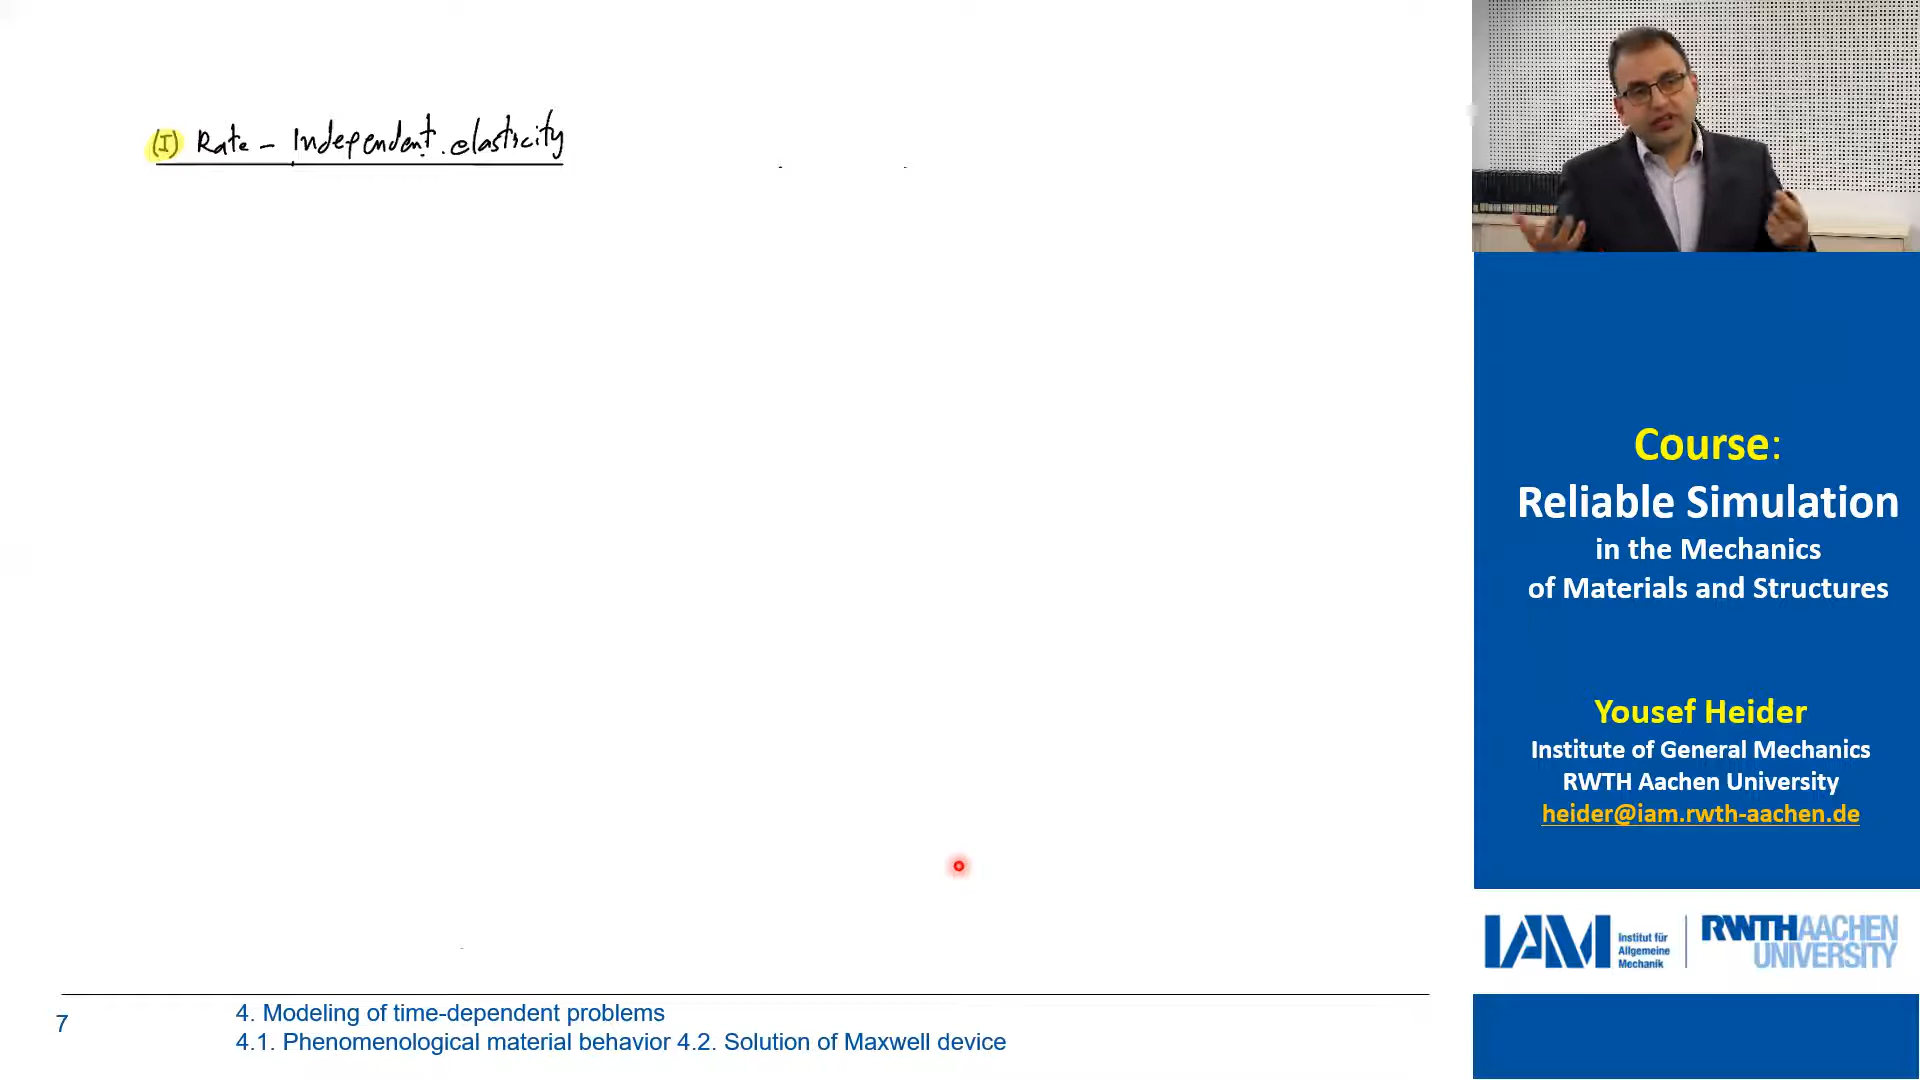 (I) Rate - Independent elasticity
Course:
Reliable Simulation
in the Mechanics
of Materials and Structures
Yousef Heider
Institute of General Mechanics
RWTH Aachen University
heider@iam.rwth-aachen.de
IAM Institut für Allgemeine Mechanik
RWTH AACHEN UNIVERSITY
7
4. Modeling of time-dependent problems
4.1. Phenomenological material behavior 4.2. Solution of Maxwell device